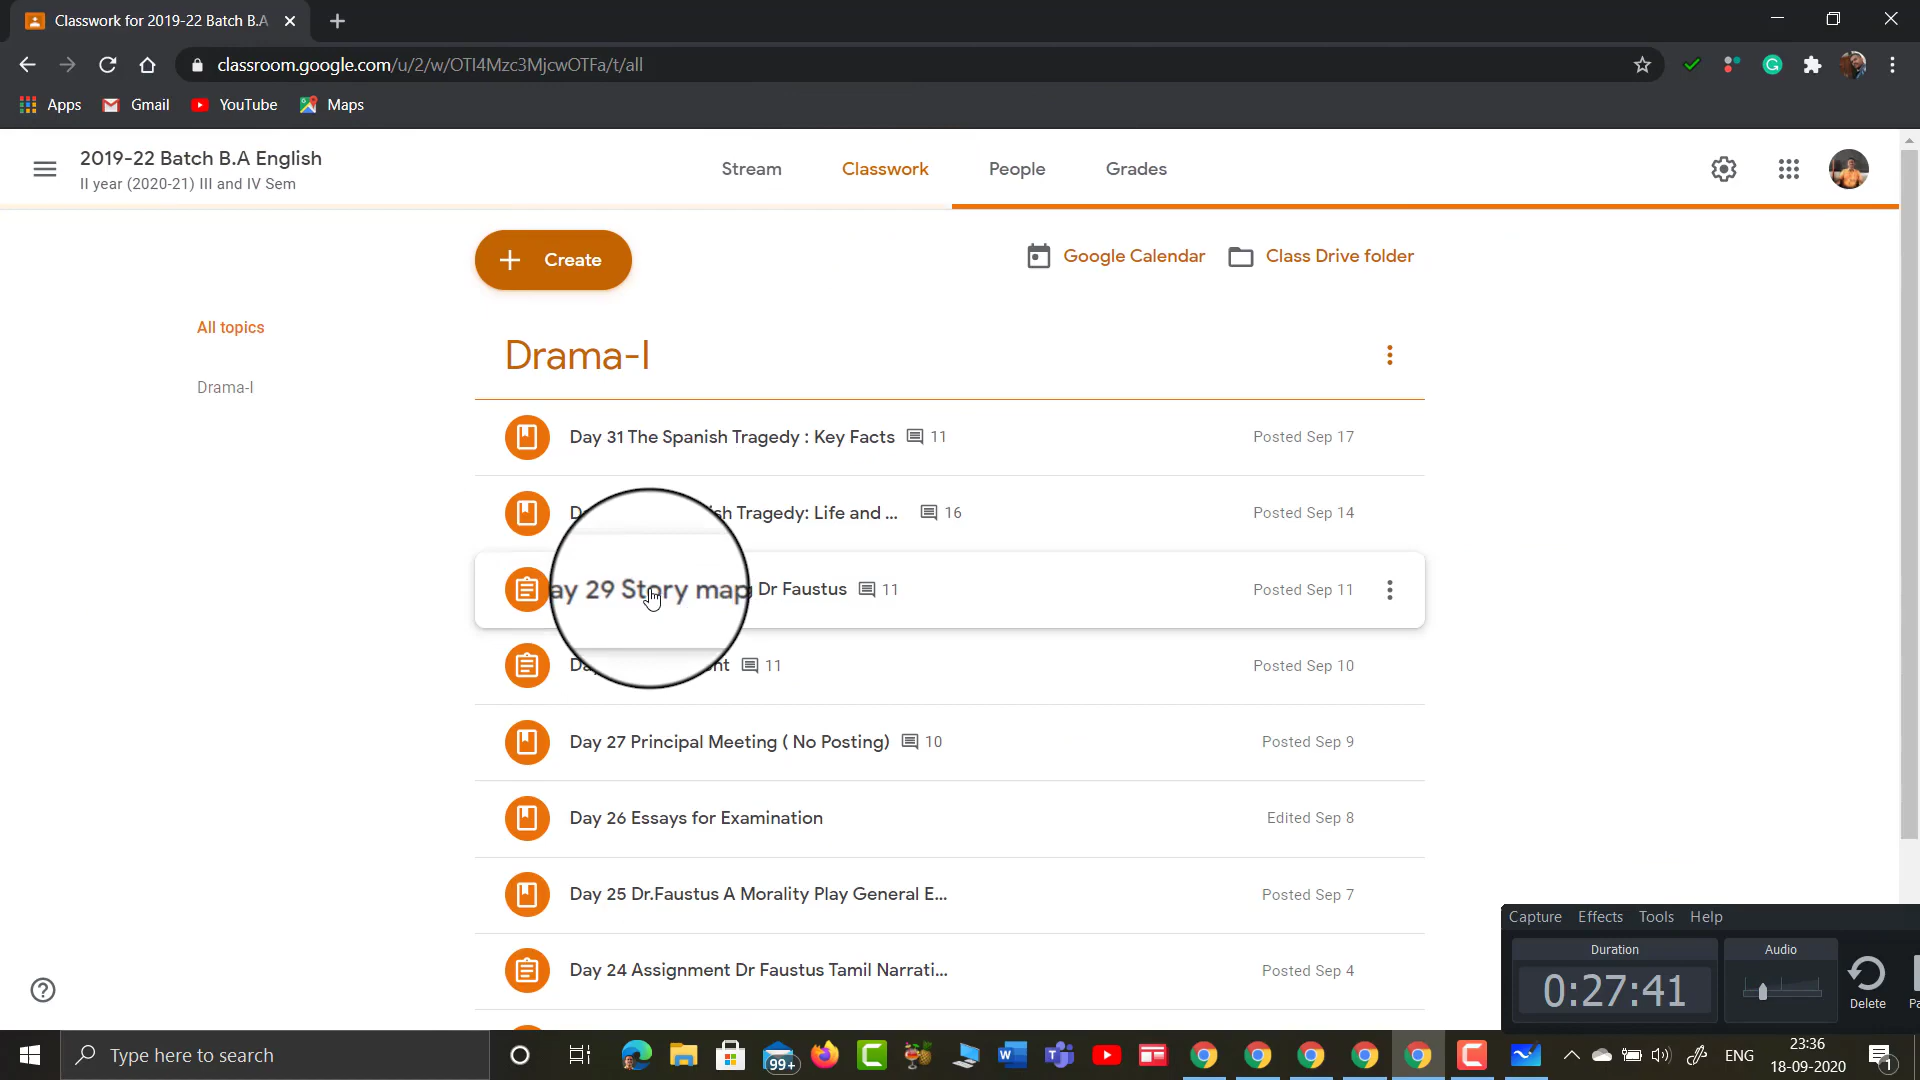 Classwork for 2019-22 Batch B.A
classroom.google.com/u/2/w/OTI4Mzc3MjcwOTFa/t/all
Apps Gmail YouTube Maps
2019-22 Batch B.A English
II year (2020-21) III and IV Sem
Stream Classwork People Grades
Create
Google Calendar Class Drive folder
All topics
Drama-I
Drama-I
Day 31 The Spanish Tragedy : Key Facts 11 Posted Sep 17
Tragedy: Life and ... 16 Posted Sep 14
ay 29 Story map Dr Faustus 11 Posted Sep 11
11 Posted Sep 10
Day 27 Principal Meeting ( No Posting) 10 Posted Sep 9
Day 26 Essays for Examination Edited Sep 8
Day 25 Dr.Faustus A Morality Play General E... Posted Sep 7
Day 24 Assignment Dr Faustus Tamil Narrati... Posted Sep 4
Capture Effects Tools Help
Duration Audio
0:27:41
Delete Pa
Type here to search
99+
ENG
23:36
18-09-2020
1